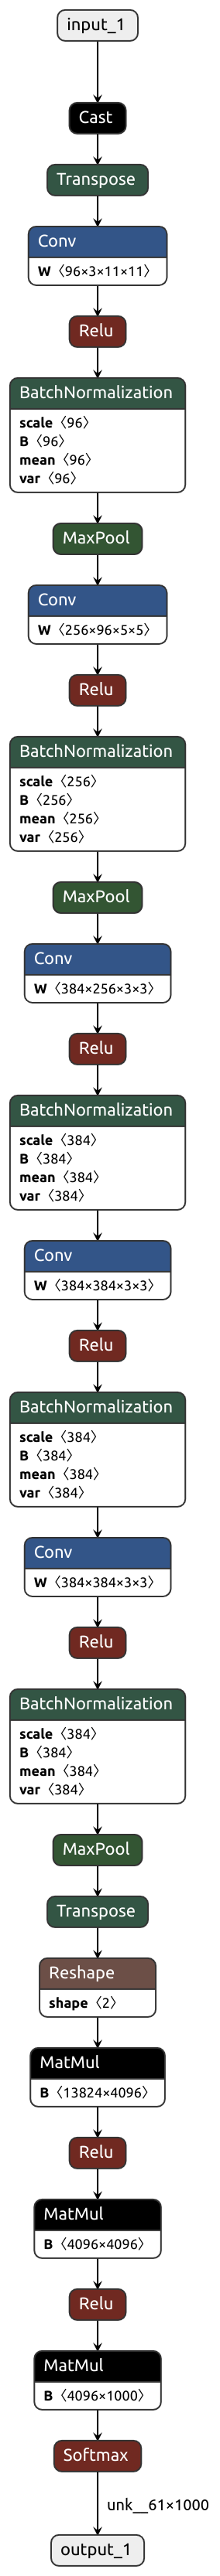 input_1
Cast
Transpose
Conv
W〈96×3×11×11〉
Relu
BatchNormalization
scale〈96〉
B〈96〉
mean〈96〉
var〈96〉
MaxPool
Conv
W〈256×96×5×5〉
Relu
BatchNormalization
scale〈256〉
B〈256〉
mean〈256〉
var〈256〉
MaxPool
Conv
W〈384×256×3×3〉
Relu
BatchNormalization
scale〈384〉
B〈384〉
mean〈384〉
var〈384〉
Conv
W〈384×384×3×3〉
Relu
BatchNormalization
scale〈384〉
B〈384〉
mean〈384〉
var〈384〉
Conv
W〈384×384×3×3〉
Relu
BatchNormalization
scale〈384〉
B〈384〉
mean〈384〉
var〈384〉
MaxPool
Transpose
Reshape
shape〈2〉
MatMul
B〈13824×4096〉
Relu
MatMul
B〈4096×4096〉
Relu
MatMul
B〈4096×1000〉
Softmax
unk__61×1000
output_1